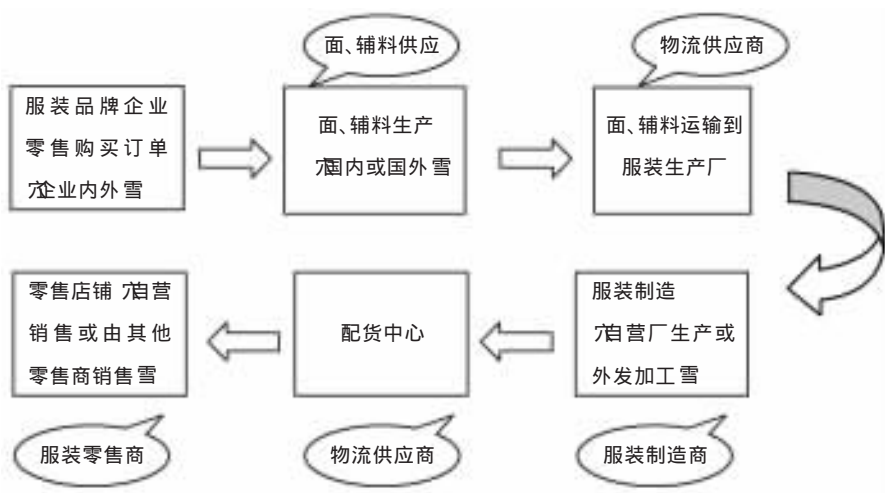 面、辅料供应
物流供应商
服装品牌企业
零售购买订单
穴企业内外雪
面、辅料生产
穴国内或国外雪
面、辅料运输到
服装生产厂
零售店铺 穴自营
销售或由其他
零售商销售雪
配货中心
服装制造
穴自营厂生产或
外发加工雪
服装零售商
物流供应商
服装制造商